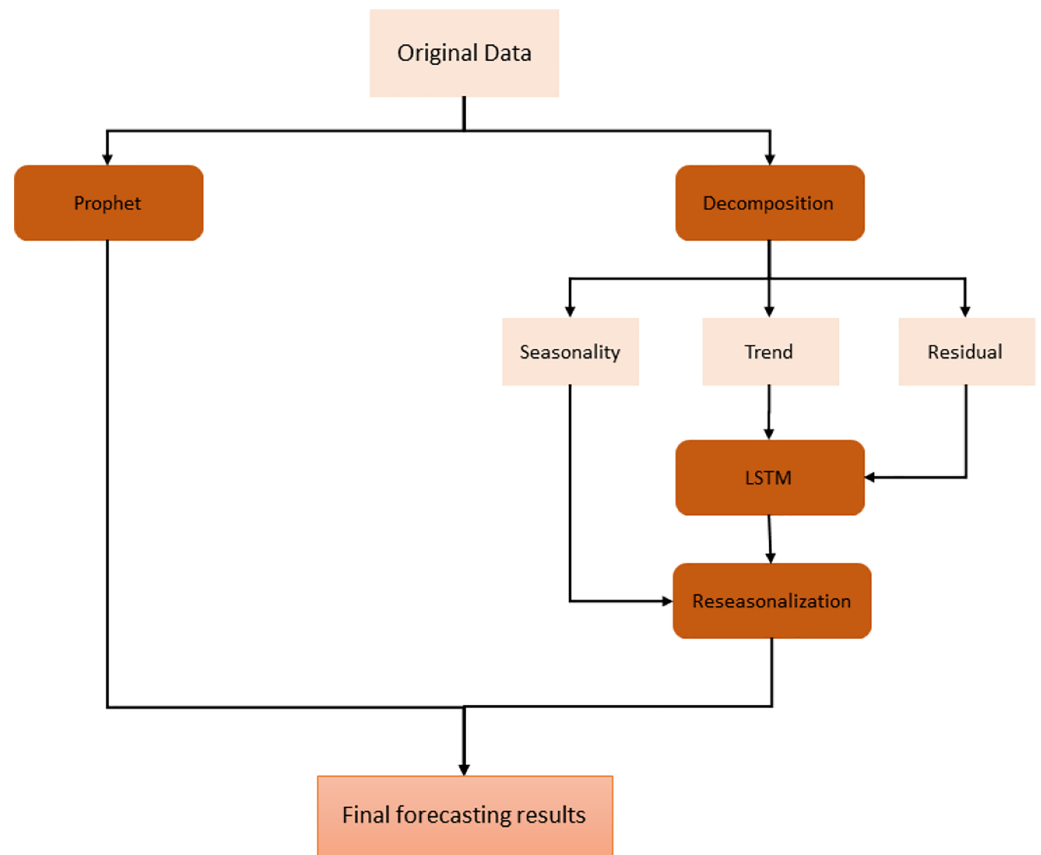 Original Data
Prophet
Decomposition
Seasonality
Trend
Residual
LSTM
Reseasonalization
Final forecasting results